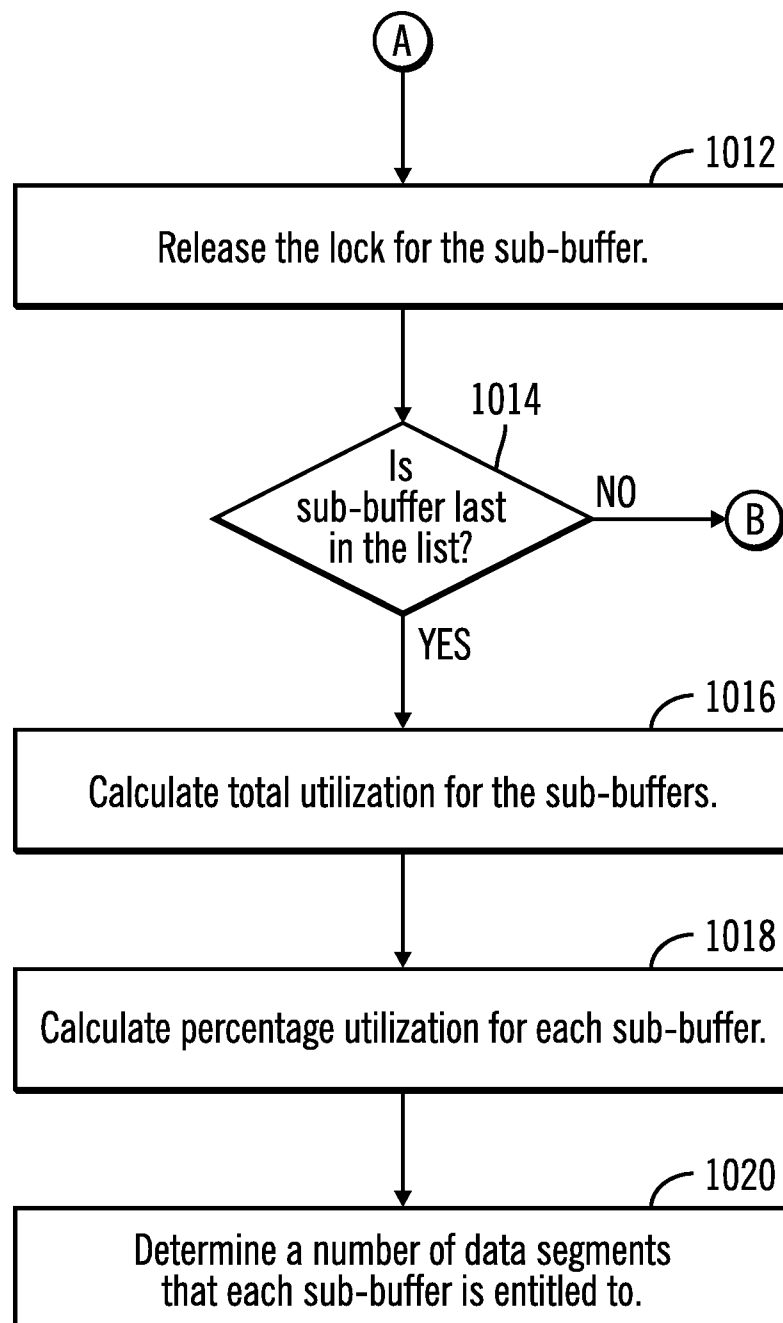 A
1012
Release the lock for the sub-buffer.
1014
Is
sub-buffer last
in the list?
NO
B
YES
1016
Calculate total utilization for the sub-buffers.
1018
Calculate percentage utilization for each sub-buffer.
1020
Determine a number of data segments
that each sub-buffer is entitled to.